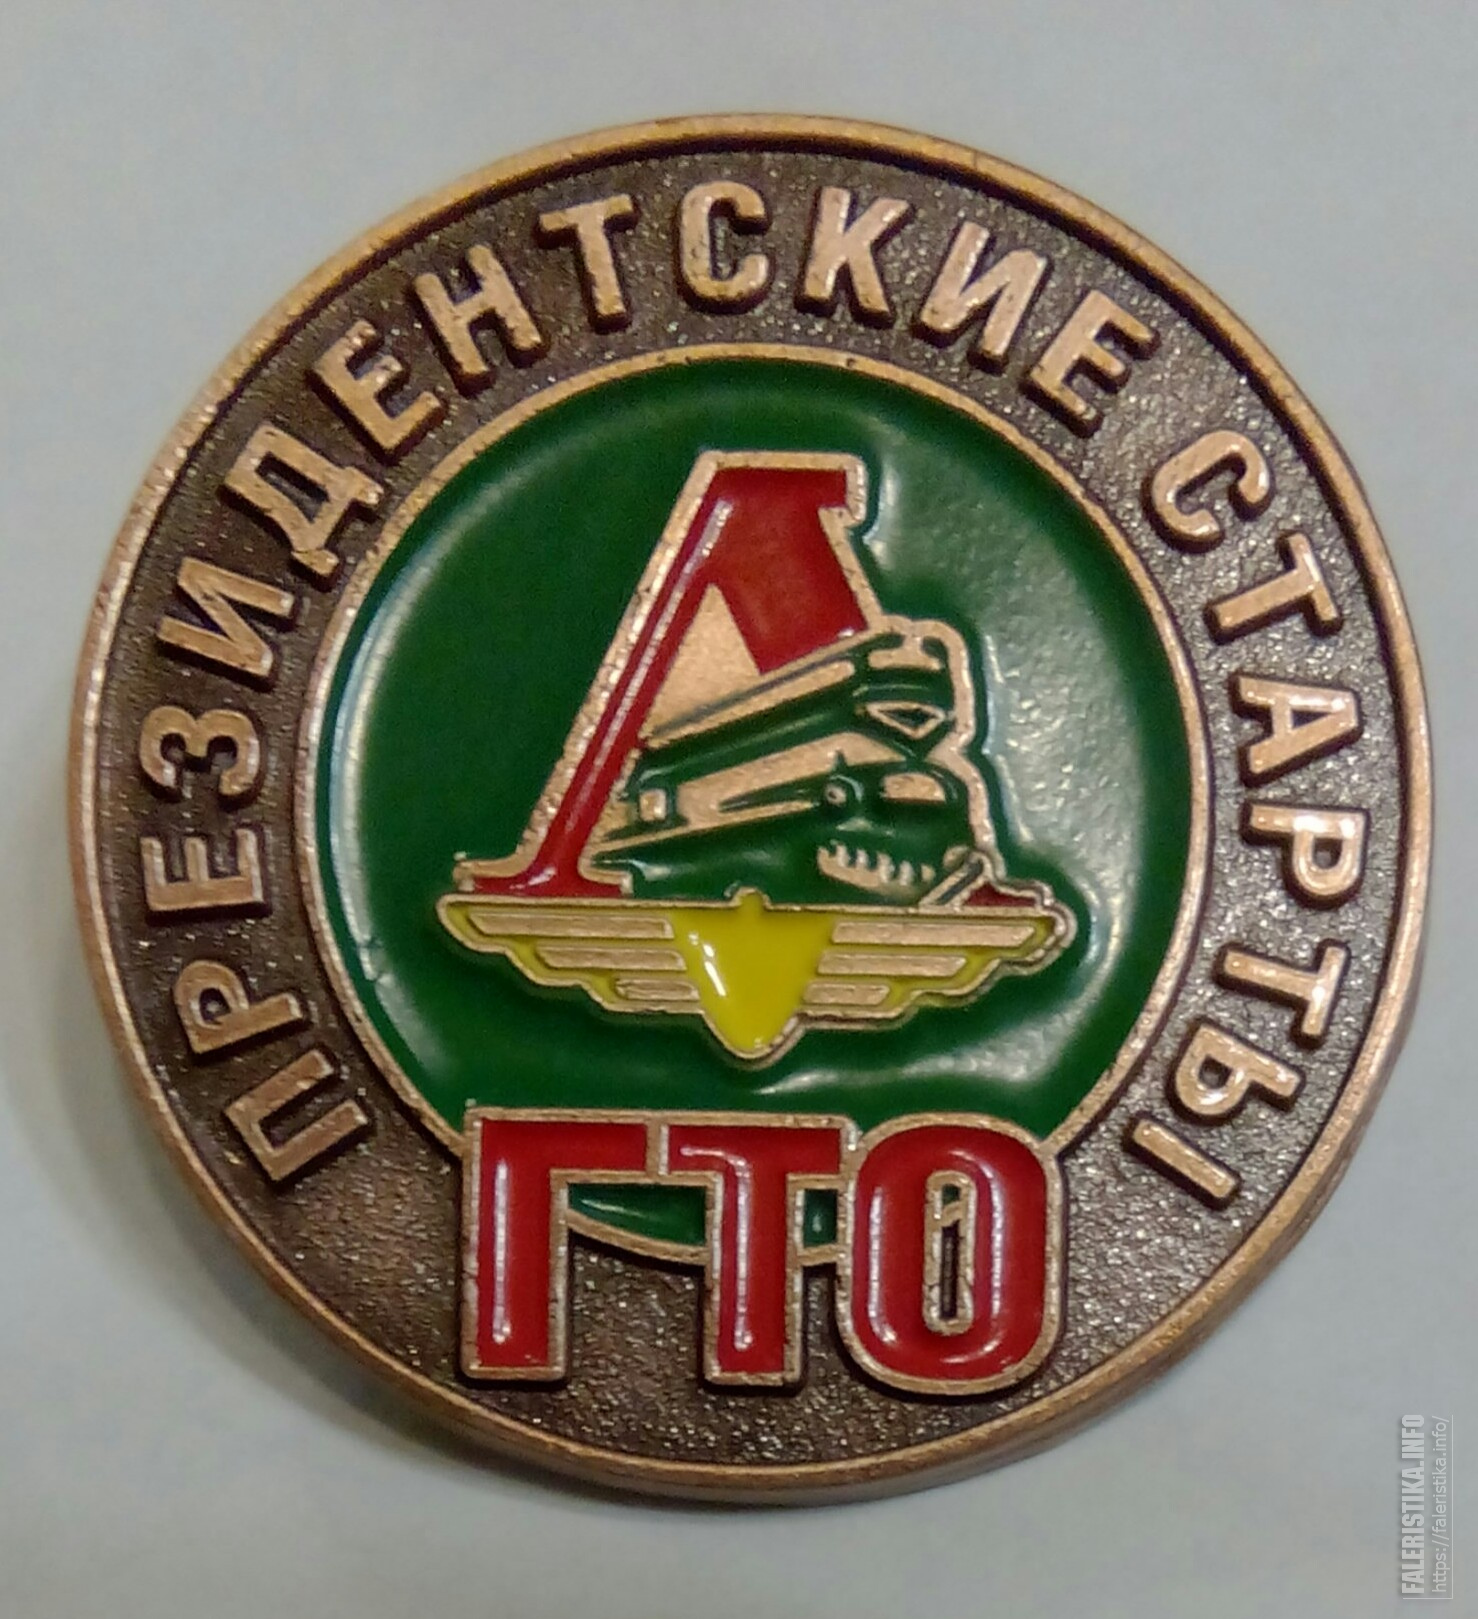 ПРЕЗИДЕНТСКИЕ СТАРТЫ
Л
ГТО
FALERISTIKA.INFO
https://faleristika.info/